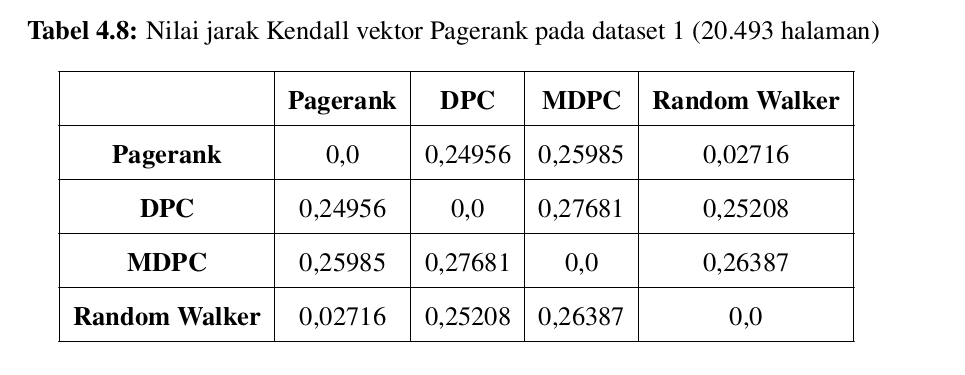 Tabel 4.8: Nilai jarak Kendall vektor Pagerank pada dataset 1 (20.493 halaman)
Pagerank DPC MDPC Random Walker
Pagerank 0,0 0,24956 0,25985 0,02716
DPC 0,24956 0,0 0,27681 0,25208
MDPC 0,25985 0,27681 0,0 0,26387
Random Walker 0,02716 0,25208 0,26387 0,0